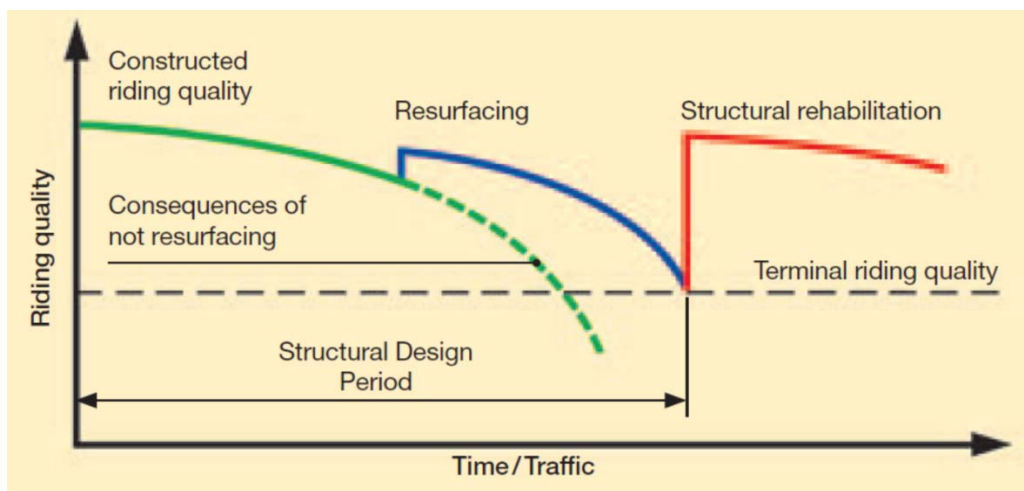 Constructed
riding quality
Resurfacing
Structural rehabilitation
Consequences of
not resurfacing
Terminal riding quality
Structural Design
Period
Riding quality
Time/Traffic